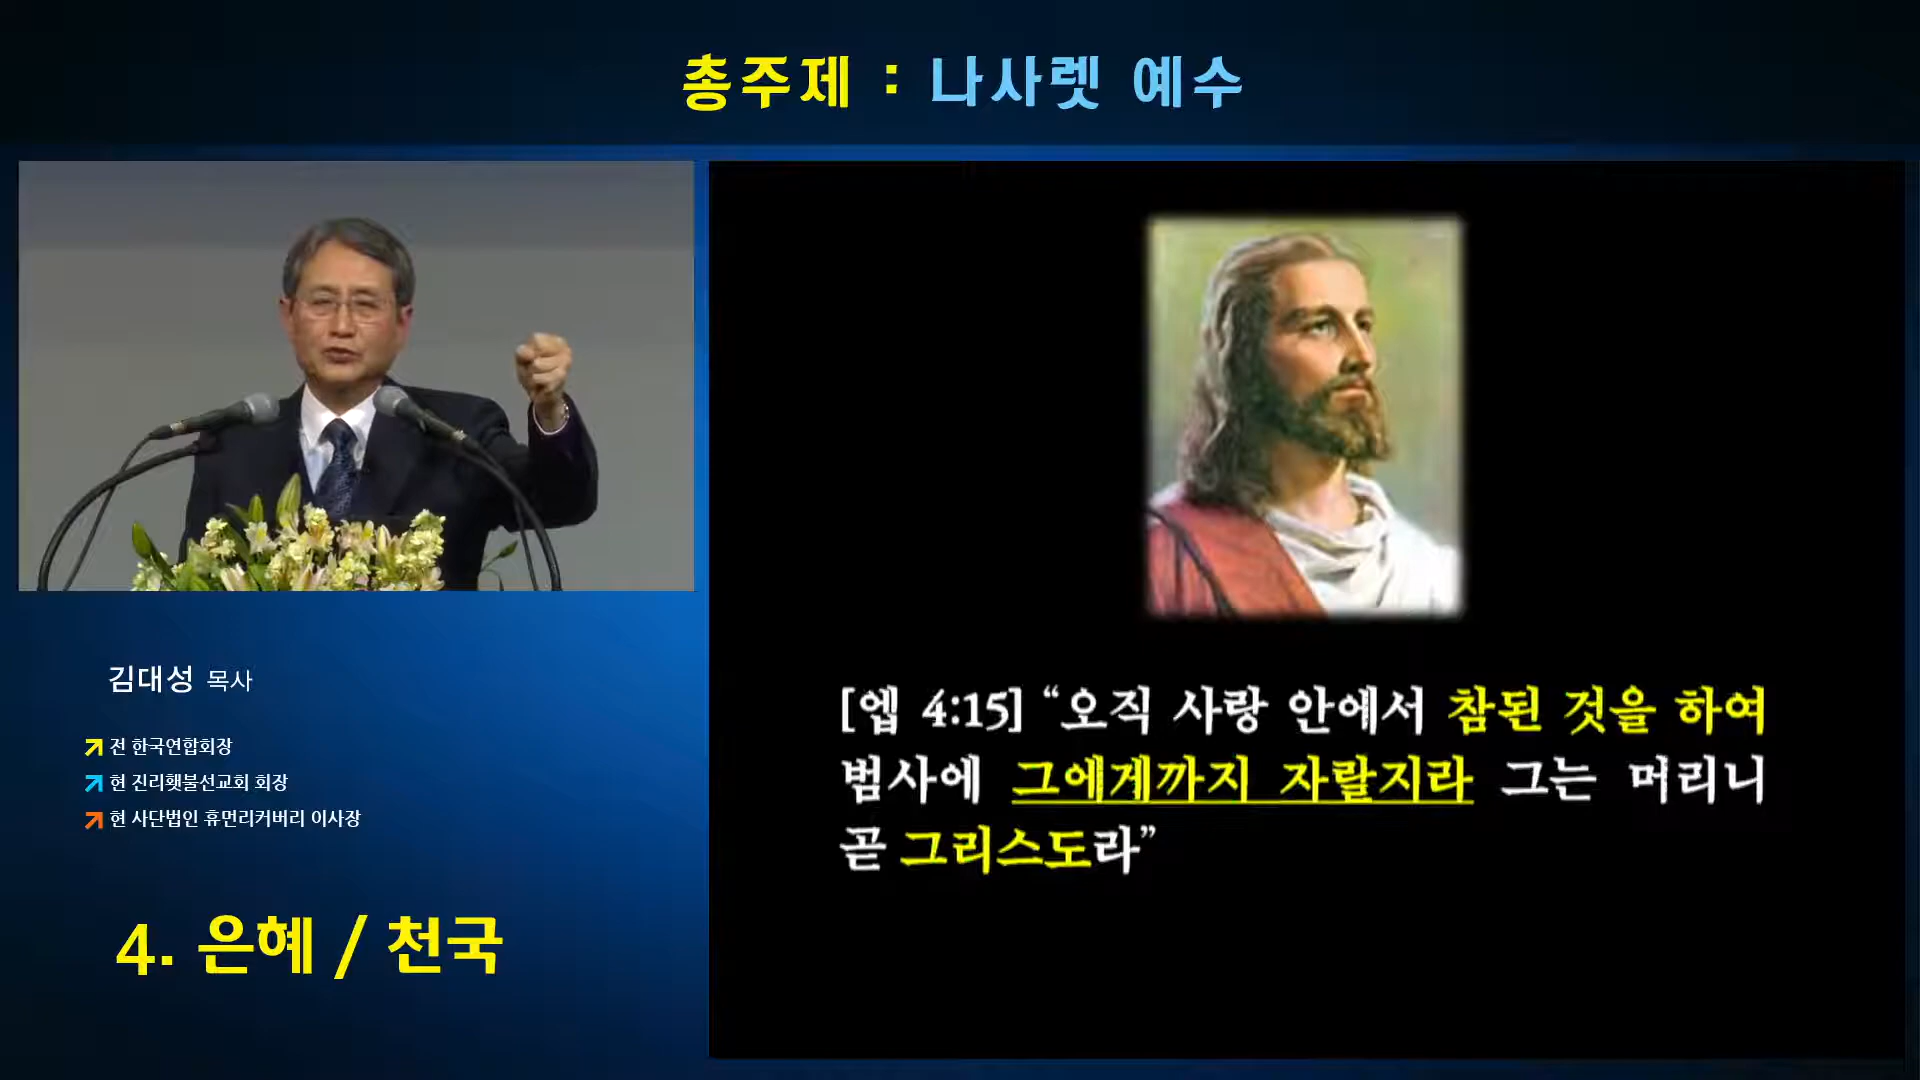 총주제 : 나사렛 예수
김대성 목사
전 한국연합회장
현 진리횃불선교회 회장
현 사단법인 휴먼리커버리 이사장
4. 은혜 / 천국
[엡 4:15] “오직 사랑 안에서 참된 것을 하여
범사에 그에게까지 자랄지라 그는 머리니
곧 그리스도라”